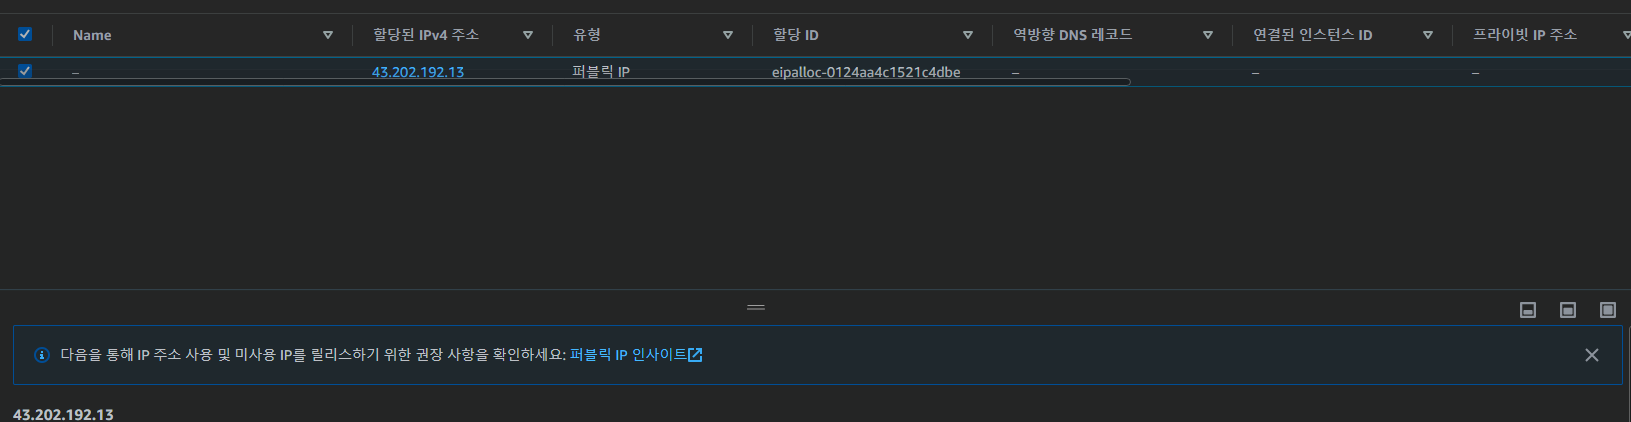 Name 할당된 IPv4 주소 유형 할당 ID 역방향 DNS 레코드 연결된 인스턴스 ID 프라이빗 IP 주소
– 43.202.192.13 퍼블릭 IP eipalloc-0124aa4c1521c4dbe – – –
다음을 통해 IP 주소 사용 및 미사용 IP를 릴리스하기 위한 권장 사항을 확인하세요: 퍼블릭 IP 인사이트
43.202.192.13